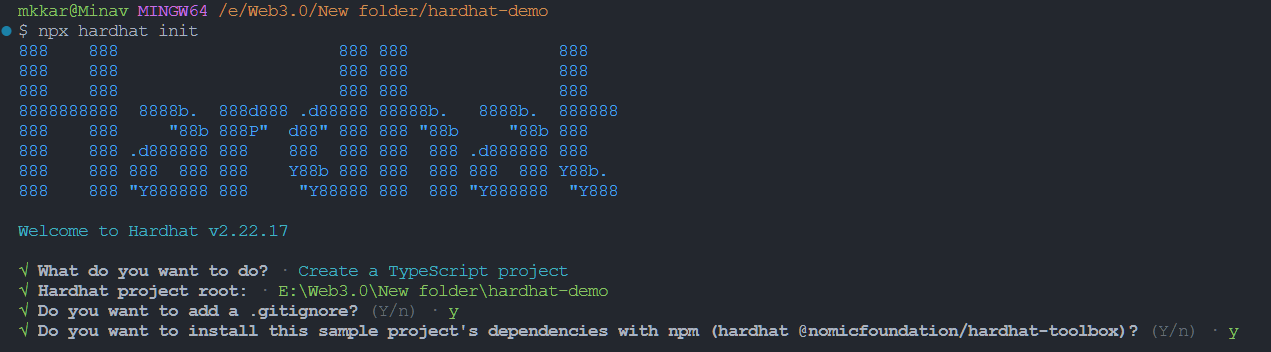 mkkar@Minav MINGW64 /e/Web3.0/New folder/hardhat-demo
$ npx hardhat init
888    888                      888 888               888
888    888                      888 888               888
888    888                      888 888               888
8888888888  8888b.  888d888 .d88888 88888b.   8888b.  888888
888    888     "88b 888P"  d88" 888 888 "88b     "88b 888
888    888 .d888888 888    888  888 888  888 .d888888 888
888    888 888  888 888    Y88b 888 888  888 888  888 Y88b.
888    888 "Y888888 888     "Y88888 888  888 "Y888888  "Y888
Welcome to Hardhat v2.22.17
√ What do you want to do? · Create a TypeScript project
√ Hardhat project root: · E:\Web3.0\New folder\hardhat-demo
√ Do you want to add a .gitignore? (Y/n) · y
√ Do you want to install this sample project's dependencies with npm (hardhat @nomicfoundation/hardhat-toolbox)? (Y/n) · y